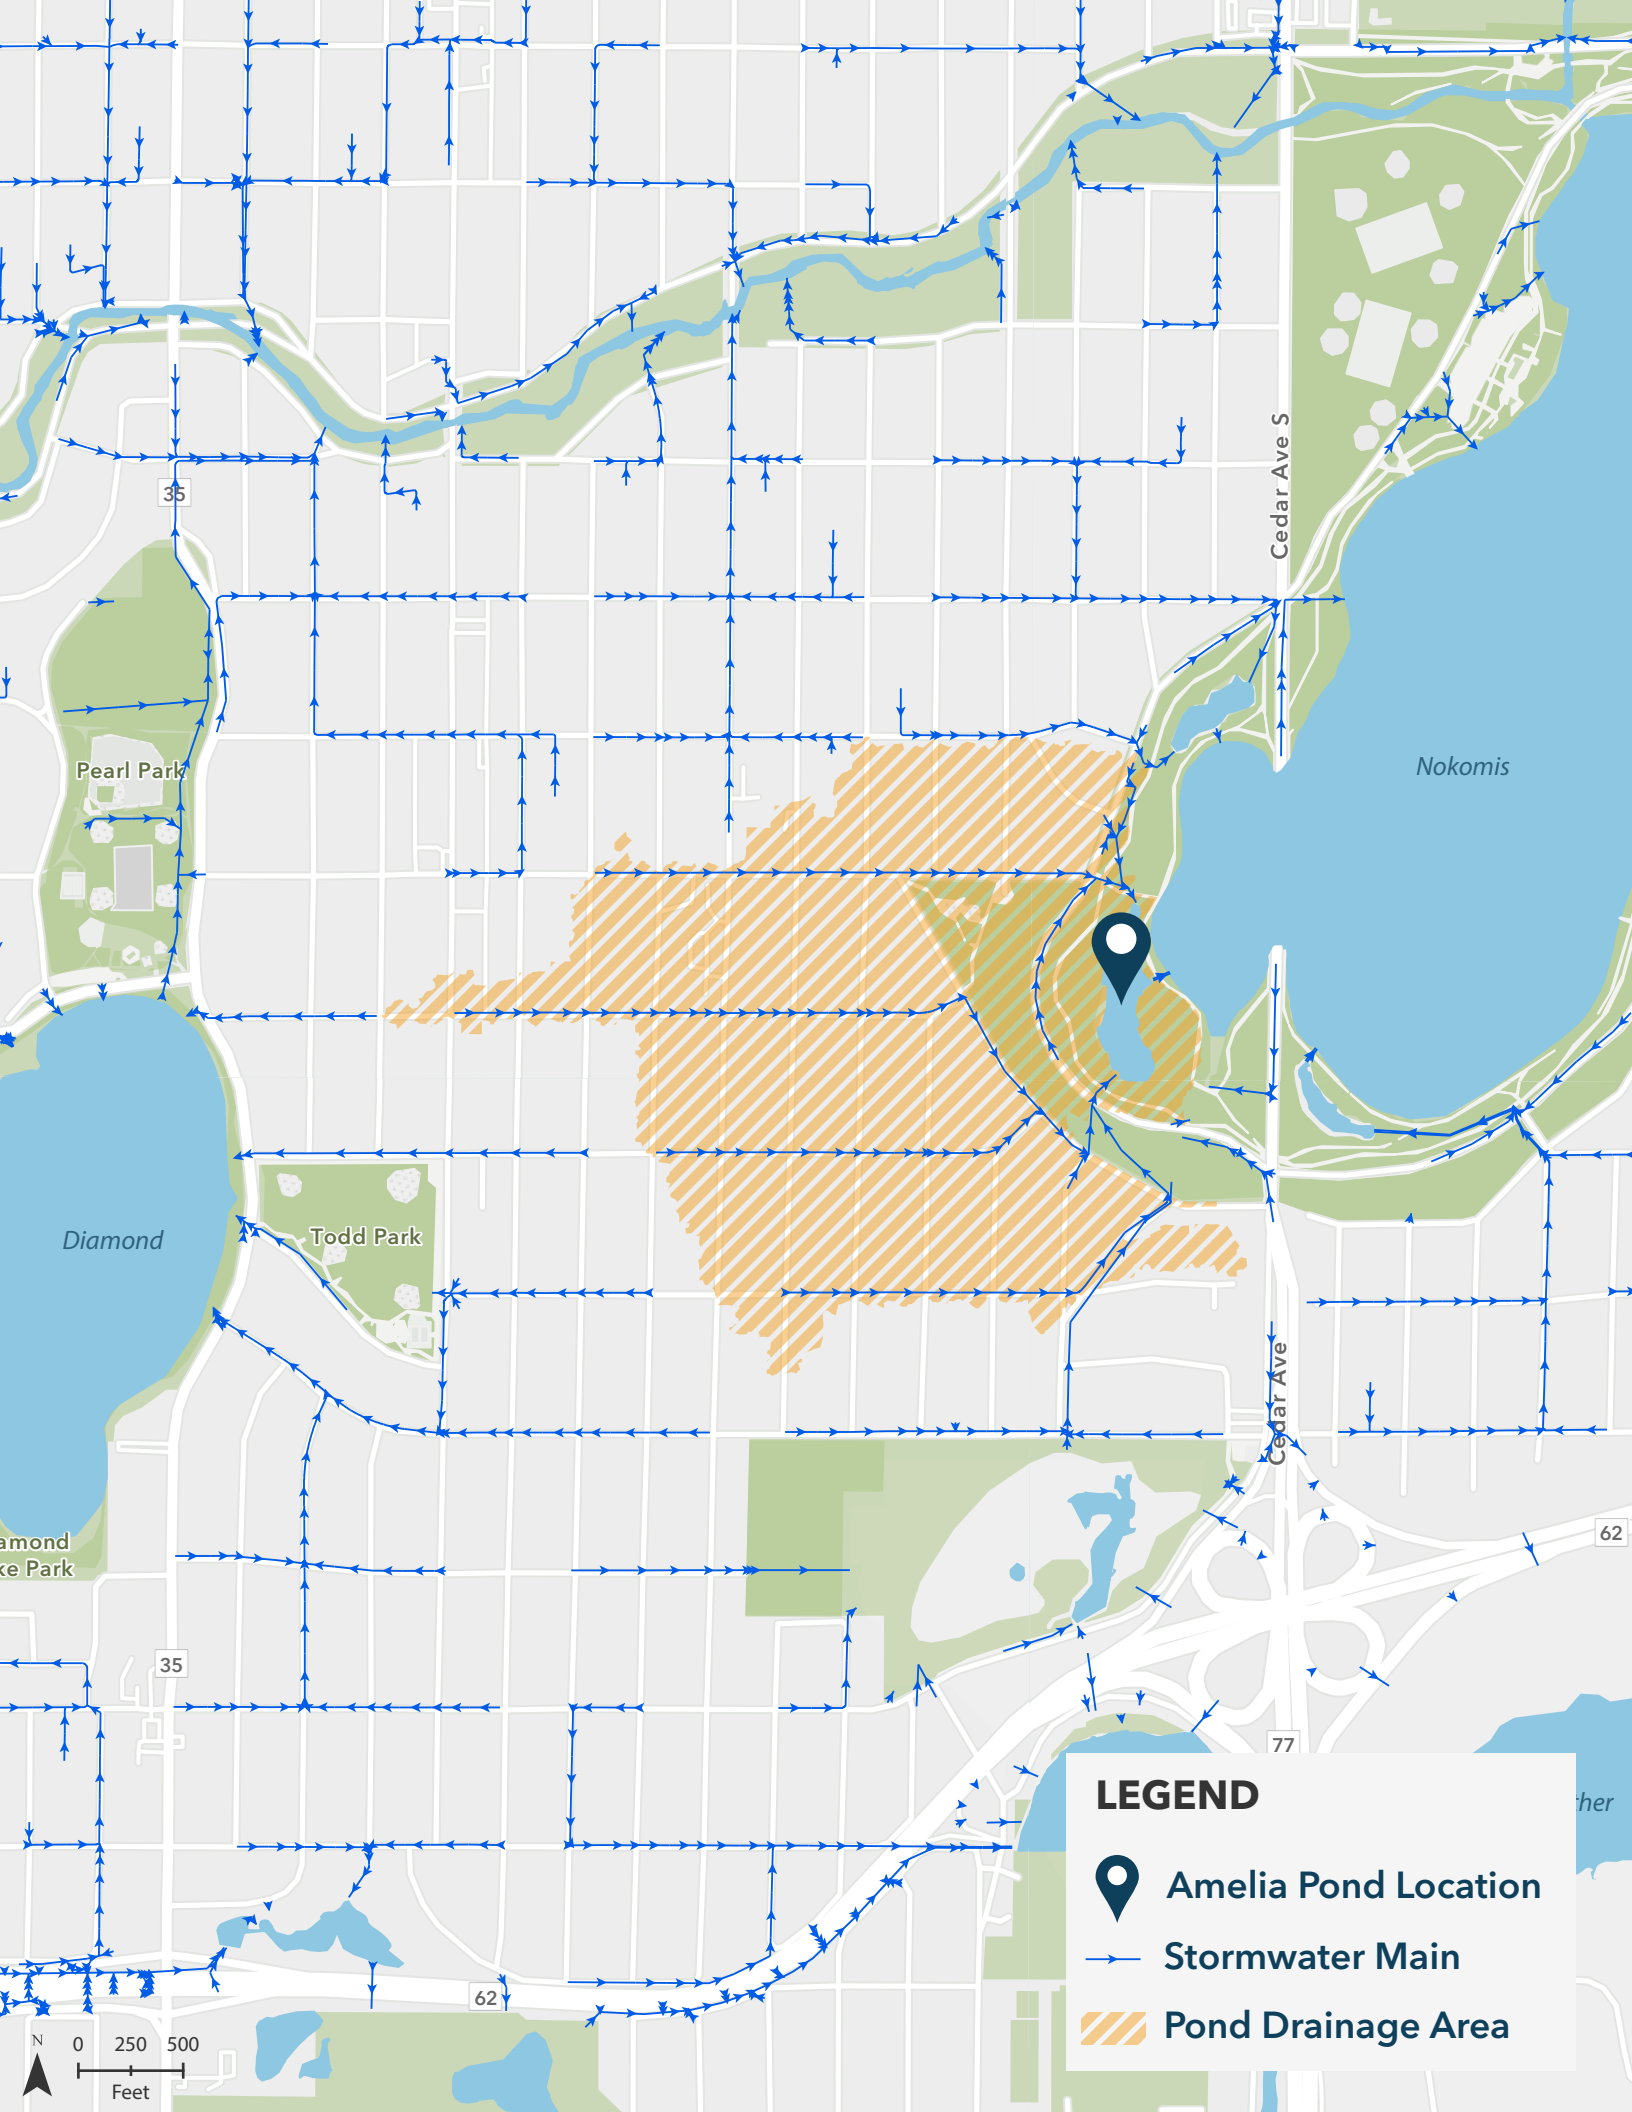 Cedar Ave S
35
Pearl Park
Nokomis
Diamond
Todd Park
Cedar Ave
amond
ke Park
62
35
77
ther
LEGEND
Amelia Pond Location
Stormwater Main
Pond Drainage Area
62
N
0 250 500
Feet